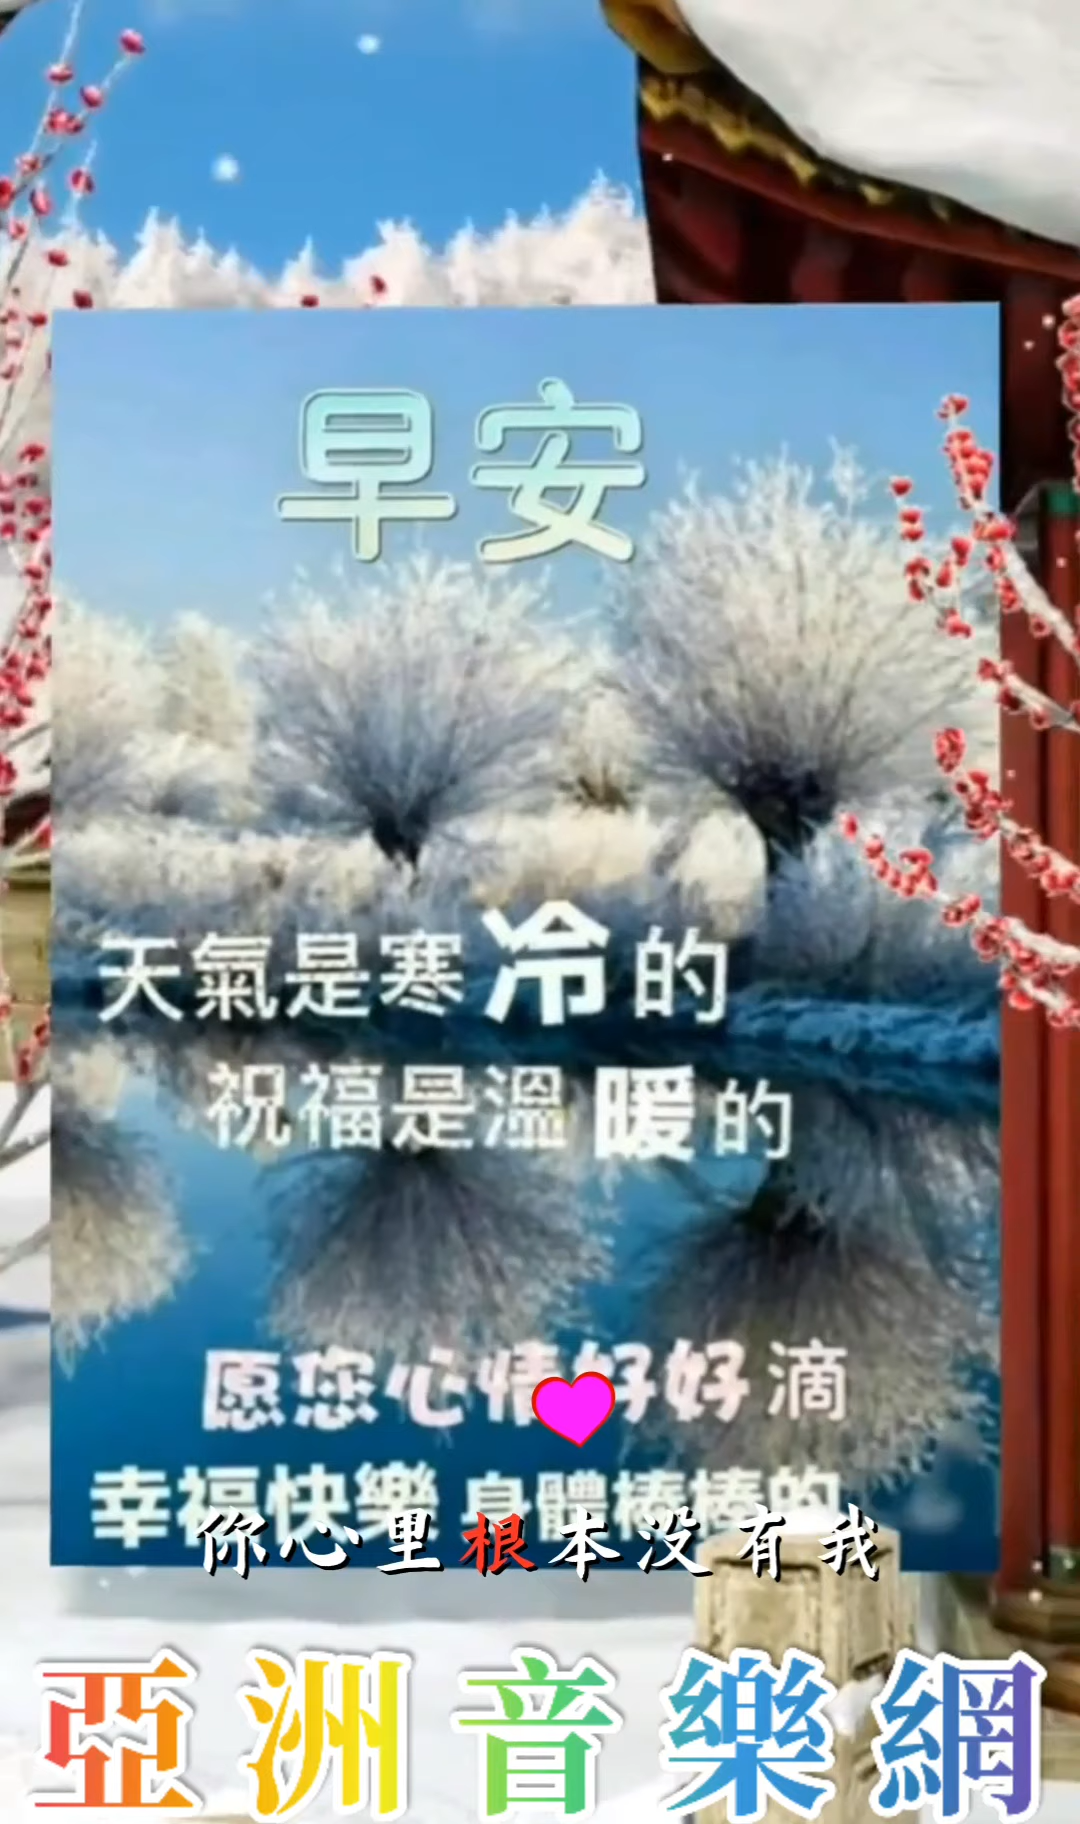 早安
天氣是寒冷的
祝福是溫暖的
愿您心情好好滴
幸福快樂 身體棒棒的
你心里根本没有我
亞洲音樂網